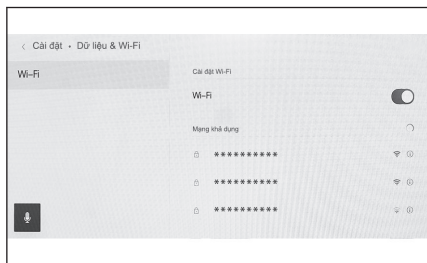 Cài đặt • Dữ liệu & Wi-Fi
Wi-Fi
Cài đặt Wi-Fi
Wi-Fi
Mạng khả dụng
**********
**********
**********